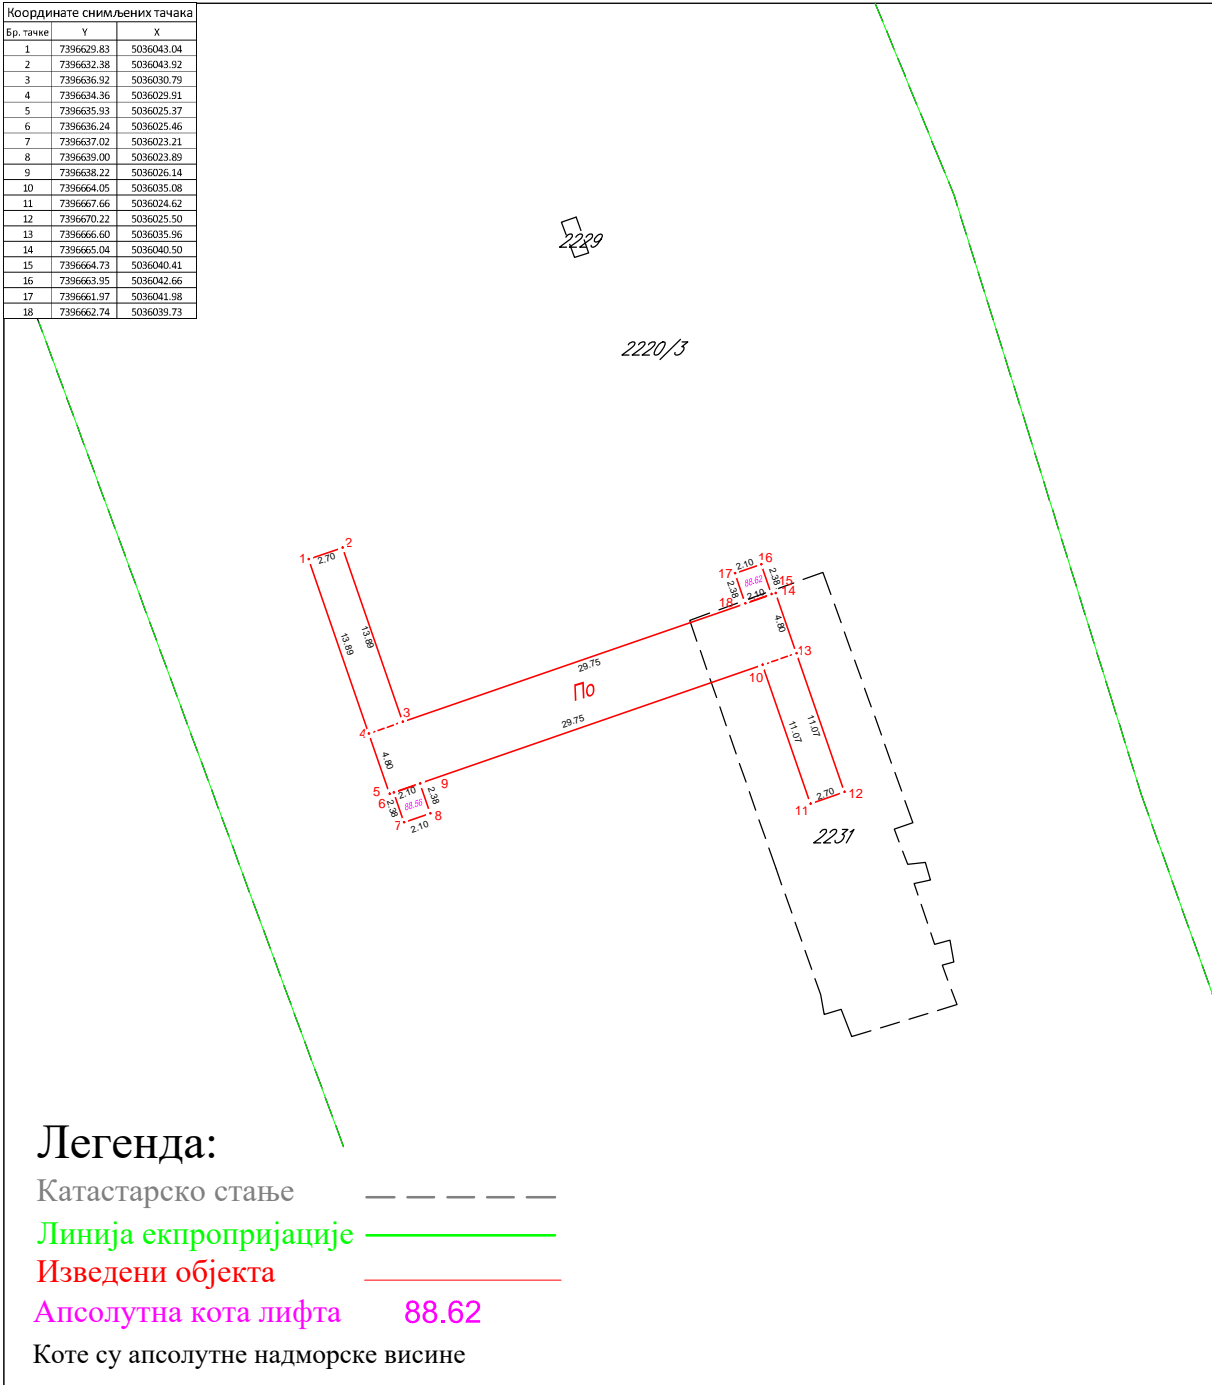 Координате снимљених тачака
Бр. тачке Y X
1 7396629.83 5036043.04
2 7396632.38 5036043.92
3 7396636.92 5036030.79
4 7396634.36 5036029.91
5 7396635.93 5036025.37
6 7396636.24 5036025.46
7 7396637.02 5036023.21
8 7396639.00 5036023.89
9 7396638.22 5036026.14
10 7396664.05 5036035.08
11 7396667.66 5036024.62
12 7396670.22 5036025.50
13 7396666.60 5036035.96
14 7396665.04 5036040.50
15 7396664.73 5036040.41
16 7396663.95 5036042.66
17 7396661.97 5036041.98
18 7396662.74 5036039.73
2229
2220/3
1
2
2.70
13.89
13.89
3
4
4.80
5
6
2.10
9
2.38
88.56
2.38
7
8
2.10
29.75
По
29.75
16
2.10
17
88.62
2.38
2.38
15
14
18
2.10
4.80
13
10
11.07
11.07
12
2.70
11
2231
Легенда:
Катастарско стање
Линија екпропријације
Изведени објекта
Апсолутна кота лифта 88.62
Коте су апсолутне надморске висине